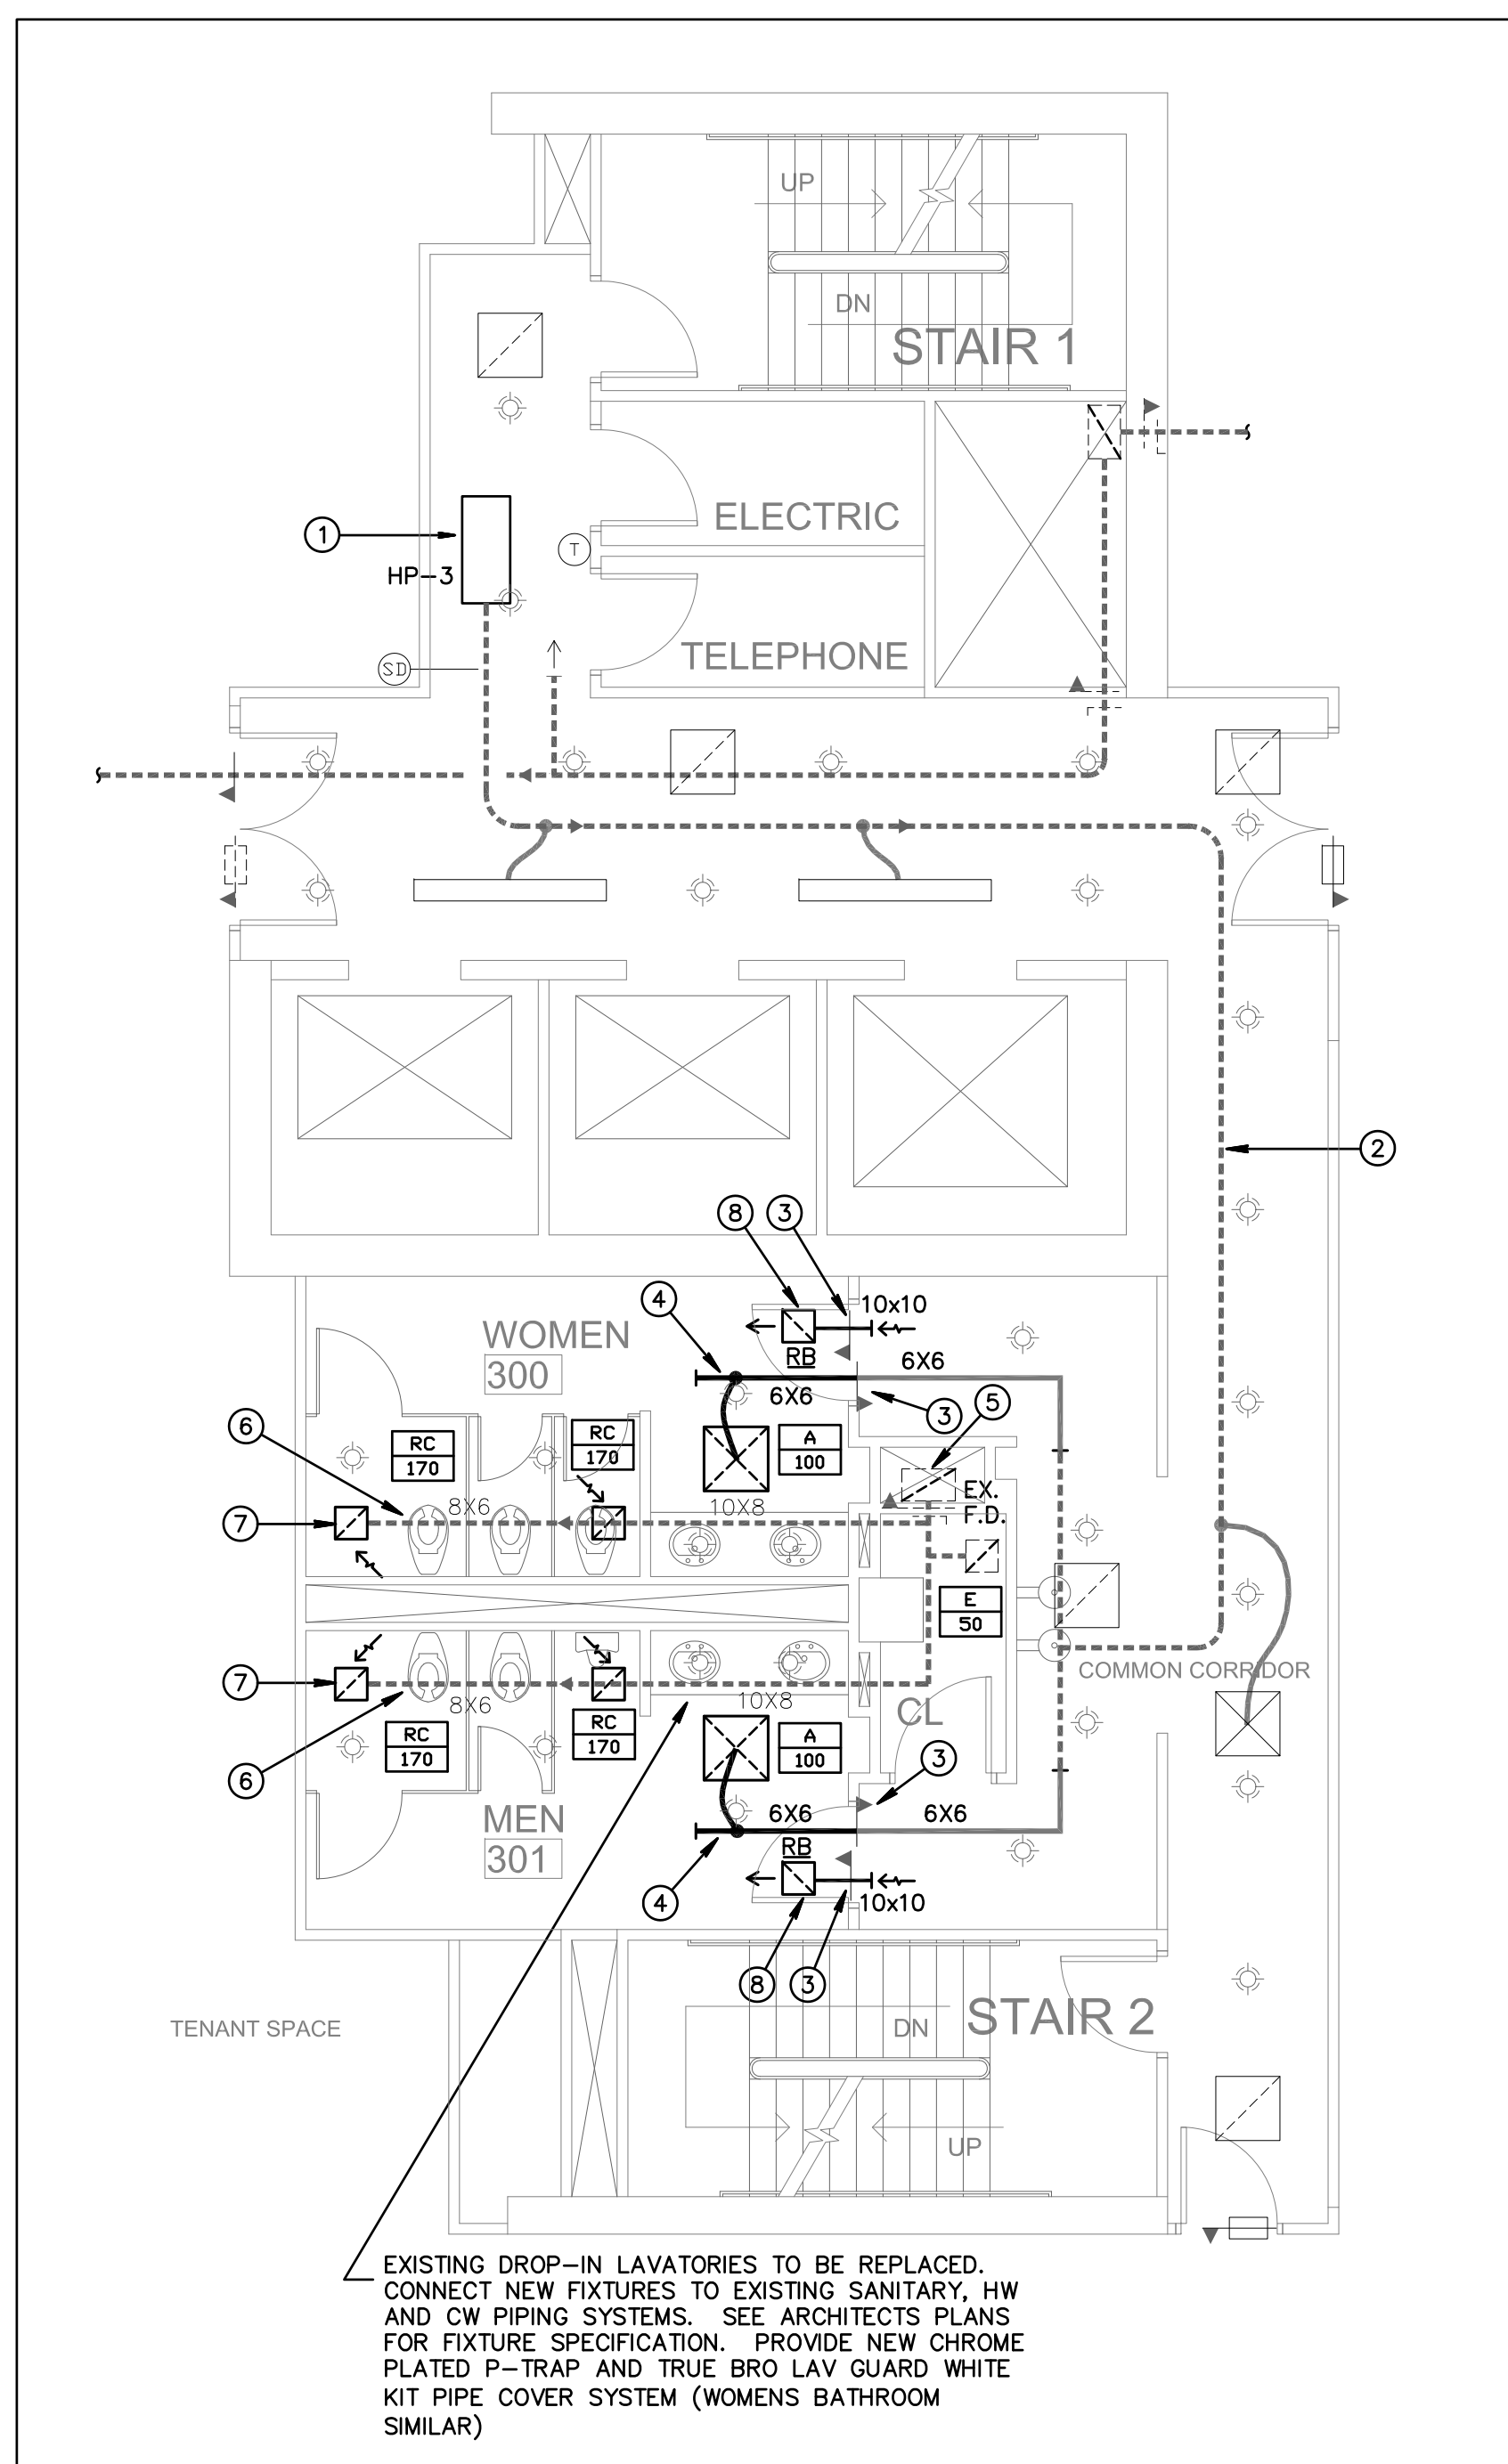 UP
DN
STAIR 1
ELECTRIC
1
HP-3
T
TELEPHONE
SD
2
8
3
4
10x10
WOMEN
300
RB
6X6
6X6
3
5
6
RC
170
RC
170
A
100
EX.
F.D.
8X6
10X8
7
E
50
7
COMMON CORRIDOR
8X6
10X8
CL
RC
170
RC
170
A
100
3
6
MEN
301
6X6
6X6
RB
4
10x10
8
3
STAIR 2
TENANT SPACE
DN
UP
EXISTING DROP-IN LAVATORIES TO BE REPLACED.
CONNECT NEW FIXTURES TO EXISTING SANITARY, HW
AND CW PIPING SYSTEMS. SEE ARCHITECTS PLANS
FOR FIXTURE SPECIFICATION. PROVIDE NEW CHROME
PLATED P-TRAP AND TRUE BRO LAV GUARD WHITE
KIT PIPE COVER SYSTEM (WOMENS BATHROOM
SIMILAR)